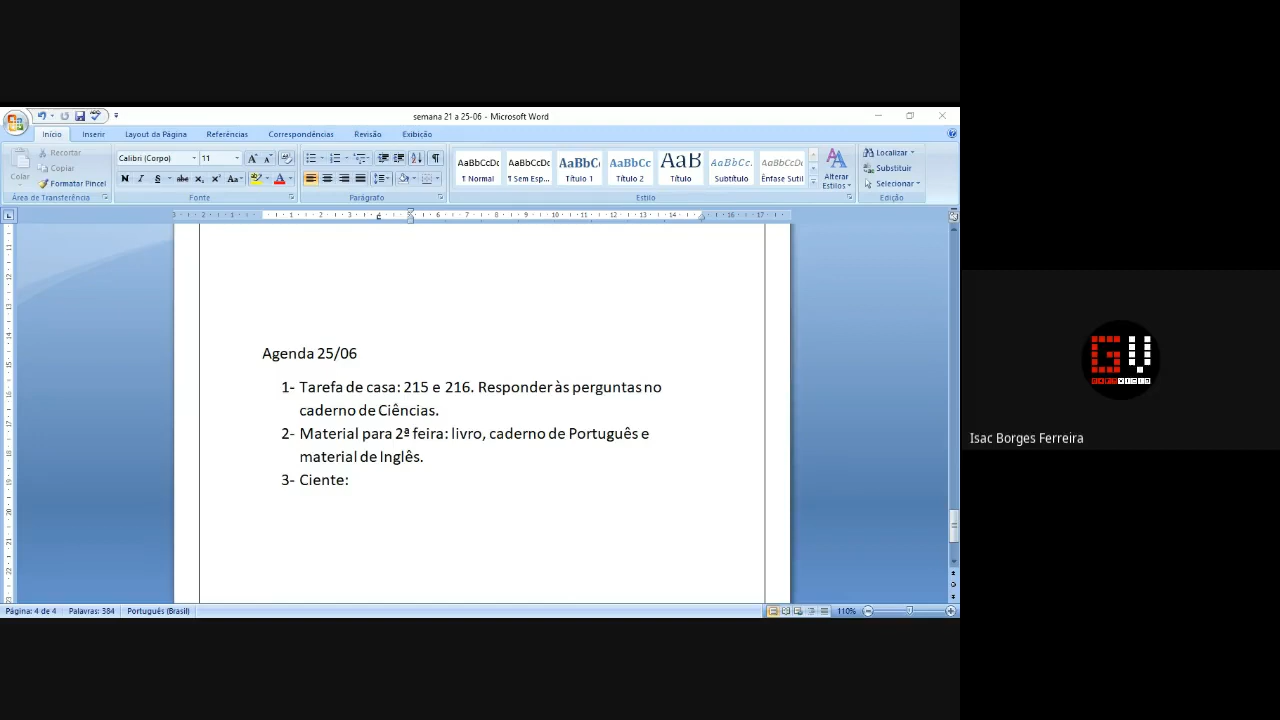 semana 21 a 25-06 - Microsoft Word
Início Inserir Layout da Página Referências Correspondências Revisão Exibição
Colar
Recortar
Copiar
Formatar Pincel
Área de Transferência
Calibri (Corpo) 11
N I S abc x₂ x² Aa
Fonte
Parágrafo
AaBbCcDc AaBbCcDc AaBbC AaBbCc AaB AaBbCc. AaBbCcDc
¶ Normal ¶ Sem Esp... Título 1 Título 2 Título Subtítulo Ênfase Sutil
Alterar Estilos
Estilo
Localizar
Substituir
Selecionar
Edição
Agenda 25/06
1- Tarefa de casa: 215 e 216. Responder às perguntas no
caderno de Ciências.
2- Material para 2ª feira: livro, caderno de Português e
material de Inglês.
3- Ciente:
Isac Borges Ferreira
Página: 4 de 4 Palavras: 384 Português (Brasil) 110%